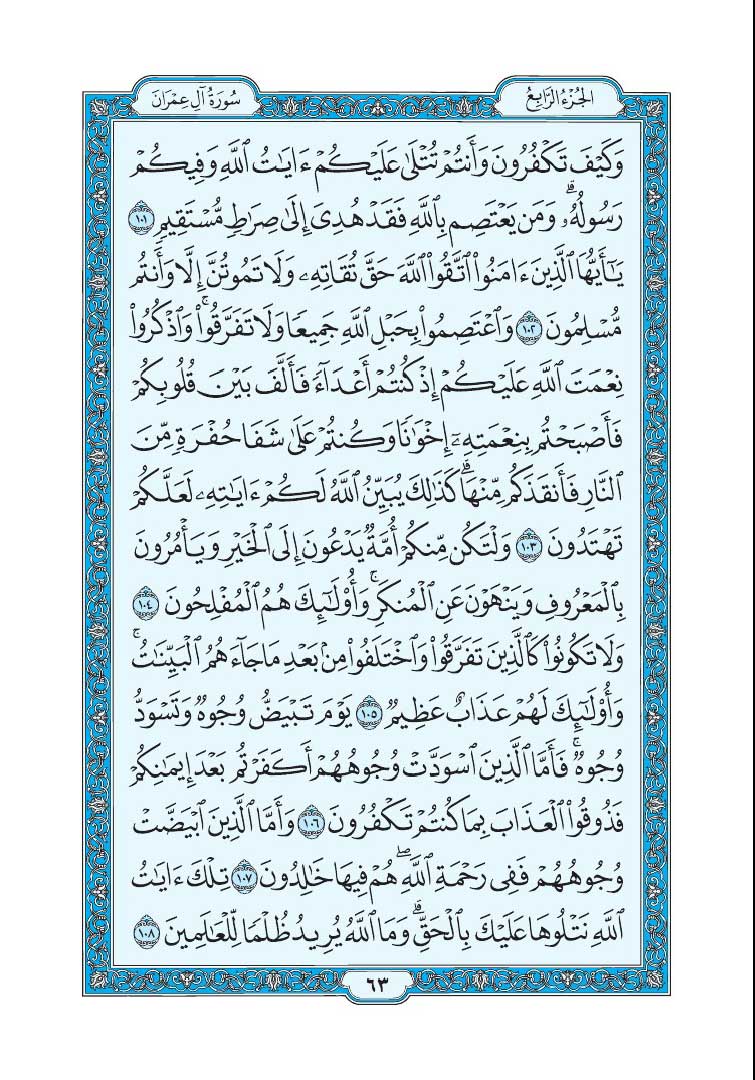 الجُزْءُ الرَّابِعُ
سُورَةُ آلِ عِمْرَانَ
وَكَيْفَ تَكْفُرُونَ وَأَنتُمْ تُتْلَىٰ عَلَيْكُمْ ءَايَٰتُ ٱللَّهِ وَفِيكُمْ
رَسُولُهُۥۗ وَمَن يَعْتَصِم بِٱللَّهِ فَقَدْ هُدِىَ إِلَىٰ صِرَٰطٍ مُّسْتَقِيمٍ ١٠١
يَٰٓأَيُّهَا ٱلَّذِينَ ءَامَنُوا۟ ٱتَّقُوا۟ ٱللَّهَ حَقَّ تُقَاتِهِۦ وَلَا تَمُوتُنَّ إِلَّا وَأَنتُم
مُّسْلِمُونَ ١٠٢ وَٱعْتَصِمُوا۟ بِحَبْلِ ٱللَّهِ جَمِيعًا وَلَا تَفَرَّقُوا۟ۚ وَٱذْكُرُوا۟
نِعْمَتَ ٱللَّهِ عَلَيْكُمْ إِذْ كُنتُمْ أَعْدَآءً فَأَلَّفَ بَيْنَ قُلُوبِكُمْ
فَأَصْبَحْتُم بِنِعْمَتِهِۦٓ إِخْوَٰنًا وَكُنتُمْ عَلَىٰ شَفَا حُفْرَةٍ مِّنَ
ٱلنَّارِ فَأَنقَذَكُم مِّنْهَاۗ كَذَٰلِكَ يُبَيِّنُ ٱللَّهُ لَكُمْ ءَايَٰتِهِۦ لَعَلَّكُمْ
تَهْتَدُونَ ١٠٣ وَلْتَكُن مِّنكُمْ أُمَّةٌ يَدْعُونَ إِلَى ٱلْخَيْرِ وَيَأْمُرُونَ
بِٱلْمَعْرُوفِ وَيَنْهَوْنَ عَنِ ٱلْمُنكَرِۚ وَأُو۟لَٰٓئِكَ هُمُ ٱلْمُفْلِحُونَ ١٠٤
وَلَا تَكُونُوا۟ كَٱلَّذِينَ تَفَرَّقُوا۟ وَٱخْتَلَفُوا۟ مِنۢ بَعْدِ مَا جَآءَهُمُ ٱلْبَيِّنَٰتُۚ
وَأُو۟لَٰٓئِكَ لَهُمْ عَذَابٌ عَظِيمٌ ١٠٥ يَوْمَ تَبْيَضُّ وُجُوهٌ وَتَسْوَدُّ
وُجُوهٌۚ فَأَمَّا ٱلَّذِينَ ٱسْوَدَّتْ وُجُوهُهُمْ أَكَفَرْتُم بَعْدَ إِيمَٰنِكُمْ
فَذُوقُوا۟ ٱلْعَذَابَ بِمَا كُنتُمْ تَكْفُرُونَ ١٠٦ وَأَمَّا ٱلَّذِينَ ٱبْيَضَّتْ
وُجُوهُهُمْ فَفِى رَحْمَةِ ٱللَّهِۖ هُمْ فِيهَا خَٰلِدُونَ ١٠٧ تِلْكَ ءَايَٰتُ
ٱللَّهِ نَتْلُوهَا عَلَيْكَ بِٱلْحَقِّۗ وَمَا ٱللَّهُ يُرِيدُ ظُلْمًا لِّلْعَٰلَمِينَ ١٠٨
٦٣